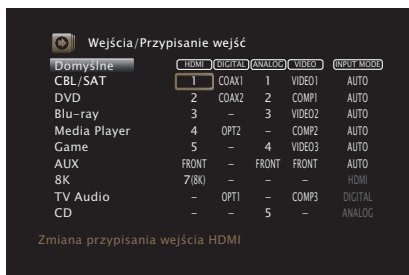 Wejścia/Przypisanie wejść
Domyślne HDMI DIGITAL ANALOG VIDEO INPUT MODE
CBL/SAT 1 COAX1 1 VIDEO1 AUTO
DVD 2 COAX2 2 COMP1 AUTO
Blu-ray 3 – 3 VIDEO2 AUTO
Media Player 4 OPT2 – COMP2 AUTO
Game 5 – 4 VIDEO3 AUTO
AUX FRONT – FRONT FRONT AUTO
8K 7(8K) – – – HDMI
TV Audio – OPT1 – COMP3 DIGITAL
CD – – 5 – ANALOG
Zmiana przypisania wejścia HDMI